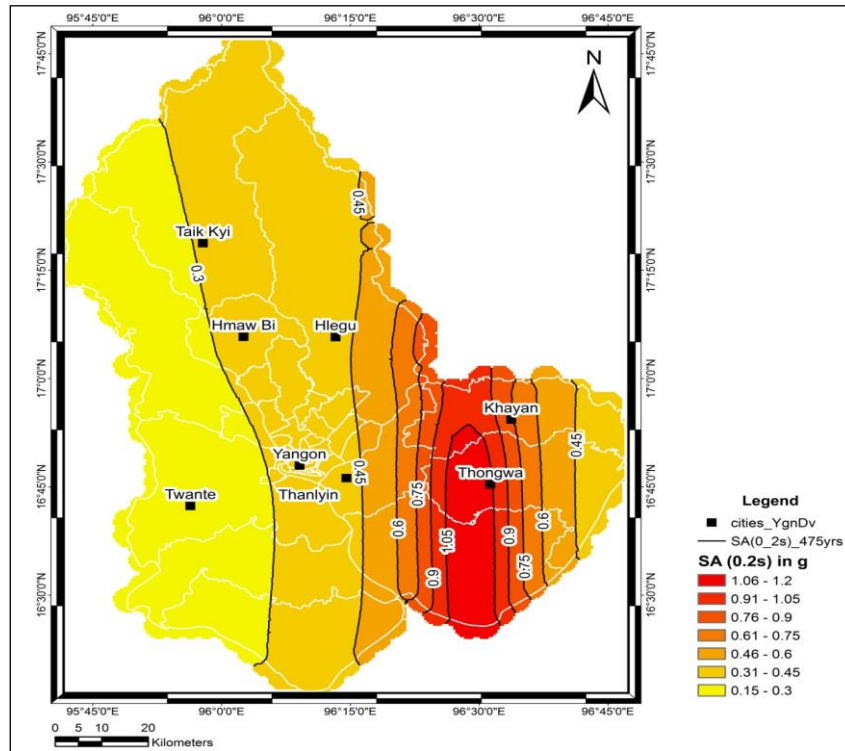 95°45'0"E 96°0'0"E 96°15'0"E 96°30'0"E 96°45'0"E
17°45'0"N 17°45'0"N
N
17°30'0"N 17°30'0"N
0.45
Taik Kyi
0.3
17°15'0"N 17°15'0"N
Hmaw Bi Hlegu
17°0'0"N 17°0'0"N
Khayan
0.45
Yangon 0.45 0.75 Thongwa
16°45'0"N Thanlyin 16°45'0"N
Twante
0.6 1.05 0.9 0.6
0.9 0.75
16°30'0"N 16°30'0"N
95°45'0"E 96°0'0"E 96°15'0"E 96°30'0"E 96°45'0"E
0 5 10 20
Kilometers
Legend
cities_YgnDv
SA(0_2s)_475yrs
SA (0.2s) in g
1.06 - 1.2
0.91 - 1.05
0.76 - 0.9
0.61 - 0.75
0.46 - 0.6
0.31 - 0.45
0.15 - 0.3